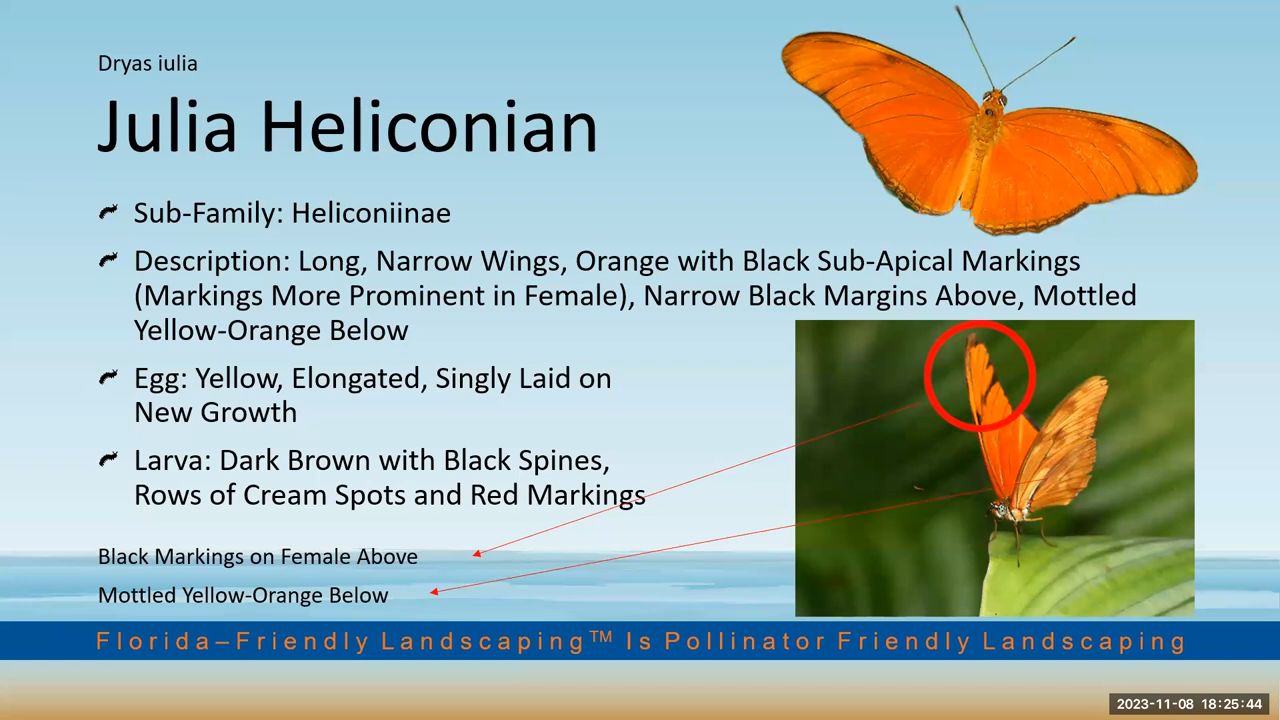 Dryas iulia
Julia Heliconian
Sub-Family: Heliconiinae
Description: Long, Narrow Wings, Orange with Black Sub-Apical Markings
(Markings More Prominent in Female), Narrow Black Margins Above, Mottled
Yellow-Orange Below
Egg: Yellow, Elongated, Singly Laid on
New Growth
Larva: Dark Brown with Black Spines,
Rows of Cream Spots and Red Markings
Black Markings on Female Above
Mottled Yellow-Orange Below
Florida–Friendly Landscaping™ Is Pollinator Friendly Landscaping
2023-11-08 18:25:44